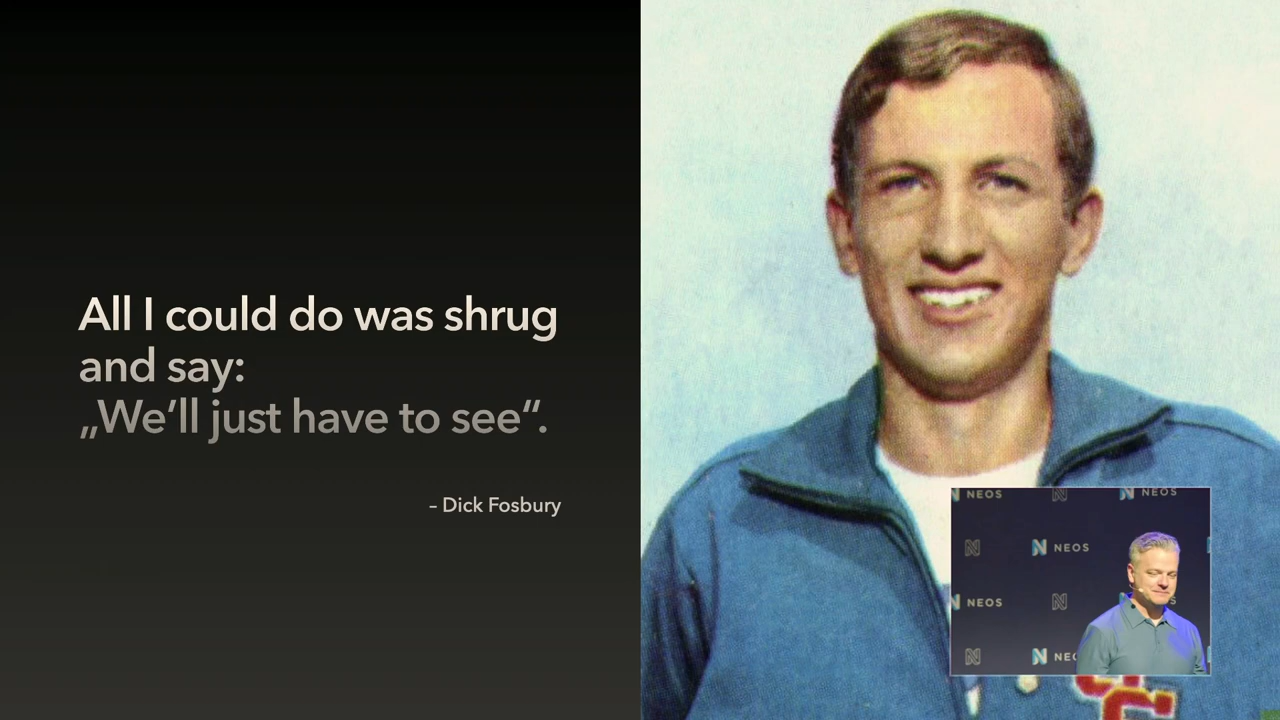 All I could do was shrug
and say:
„We’ll just have to see“.
– Dick Fosbury
NEOS
NEOS
NEOS
NEOS